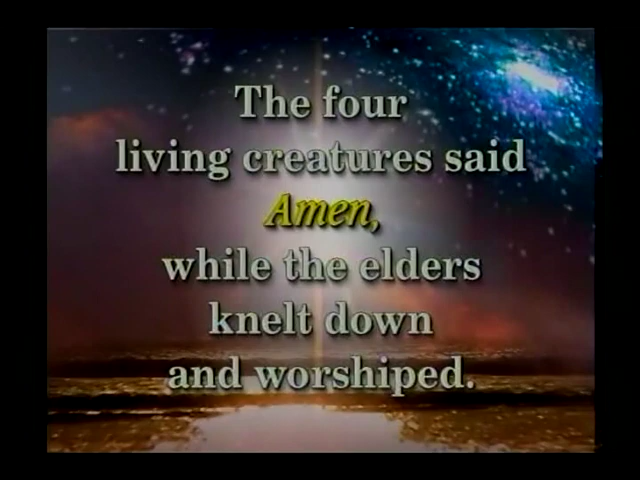 The four
living creatures said
Amen,
while the elders
knelt down
and worshiped.